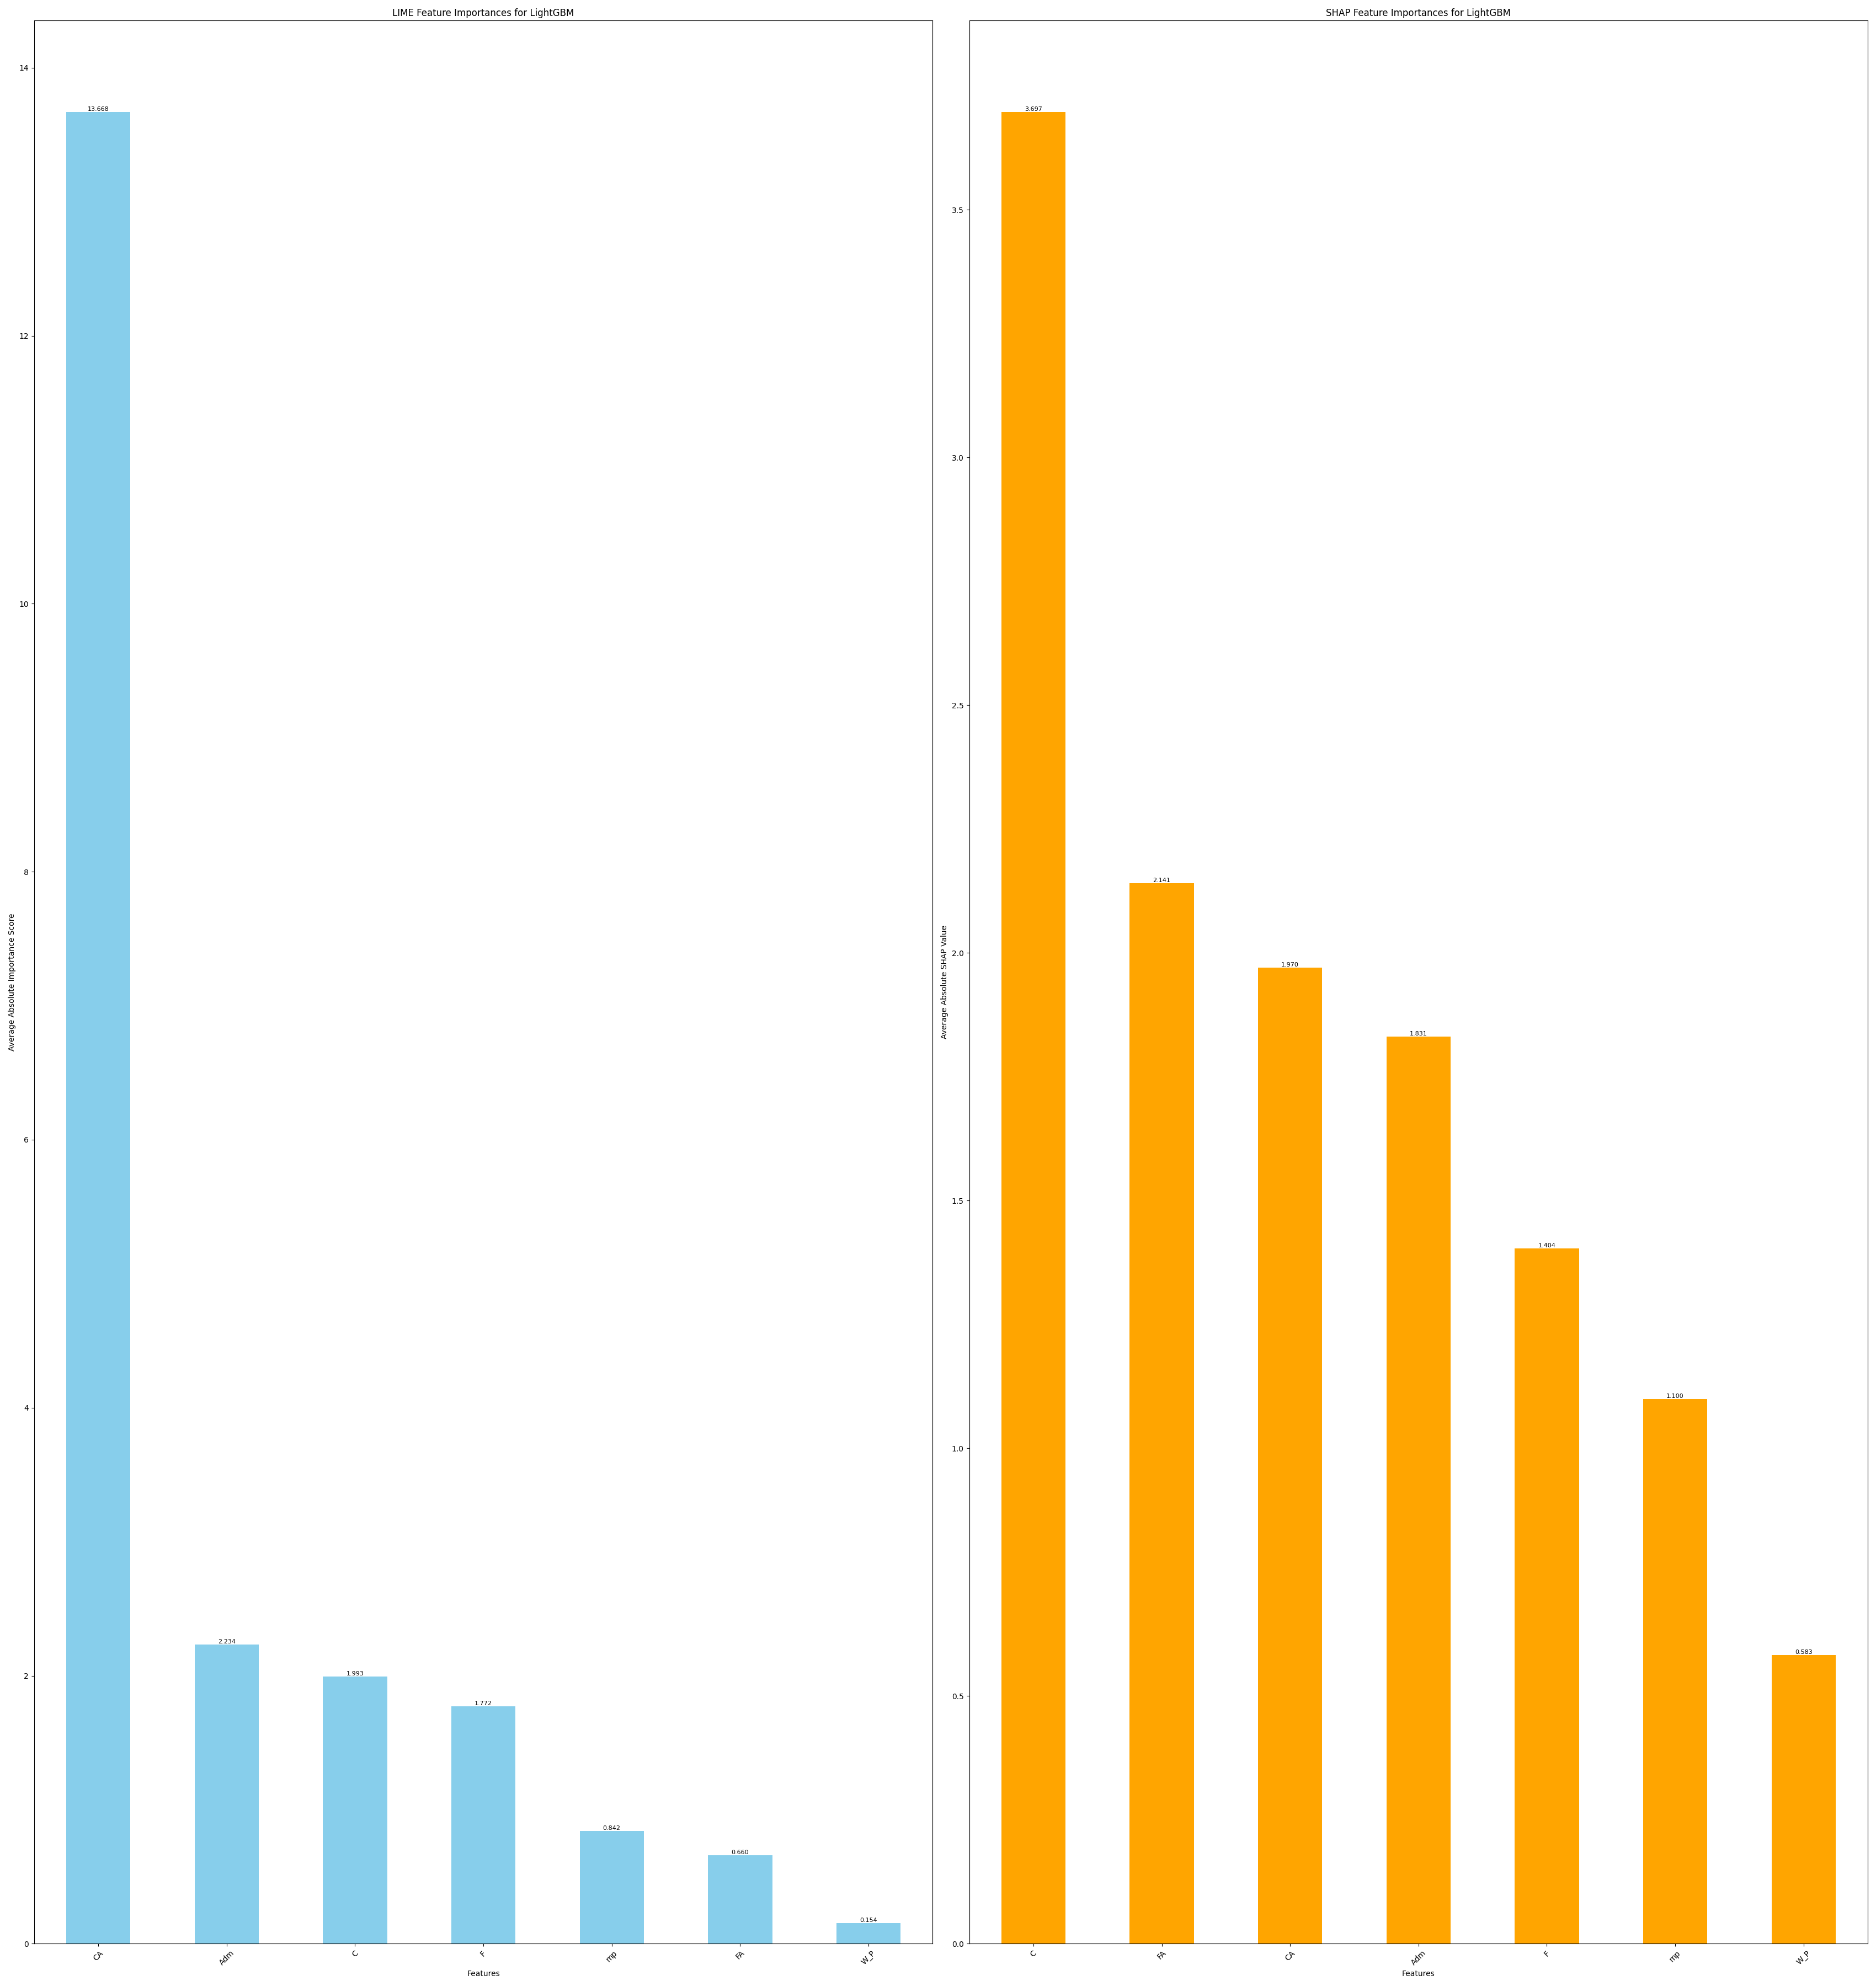 LIME Feature Importances for LightGBM
Average Absolute Importance Score
14
12
10
8
6
4
2
0
13.668
2.234
1.993
1.772
0.842
0.660
0.154
CA
Adm
C
F
mp
FA
W_P
Features
SHAP Feature Importances for LightGBM
Average Absolute SHAP Value
3.5
3.0
2.5
2.0
1.5
1.0
0.5
0.0
3.697
2.141
1.970
1.831
1.404
1.100
0.583
C
FA
CA
Adm
F
mp
W_P
Features